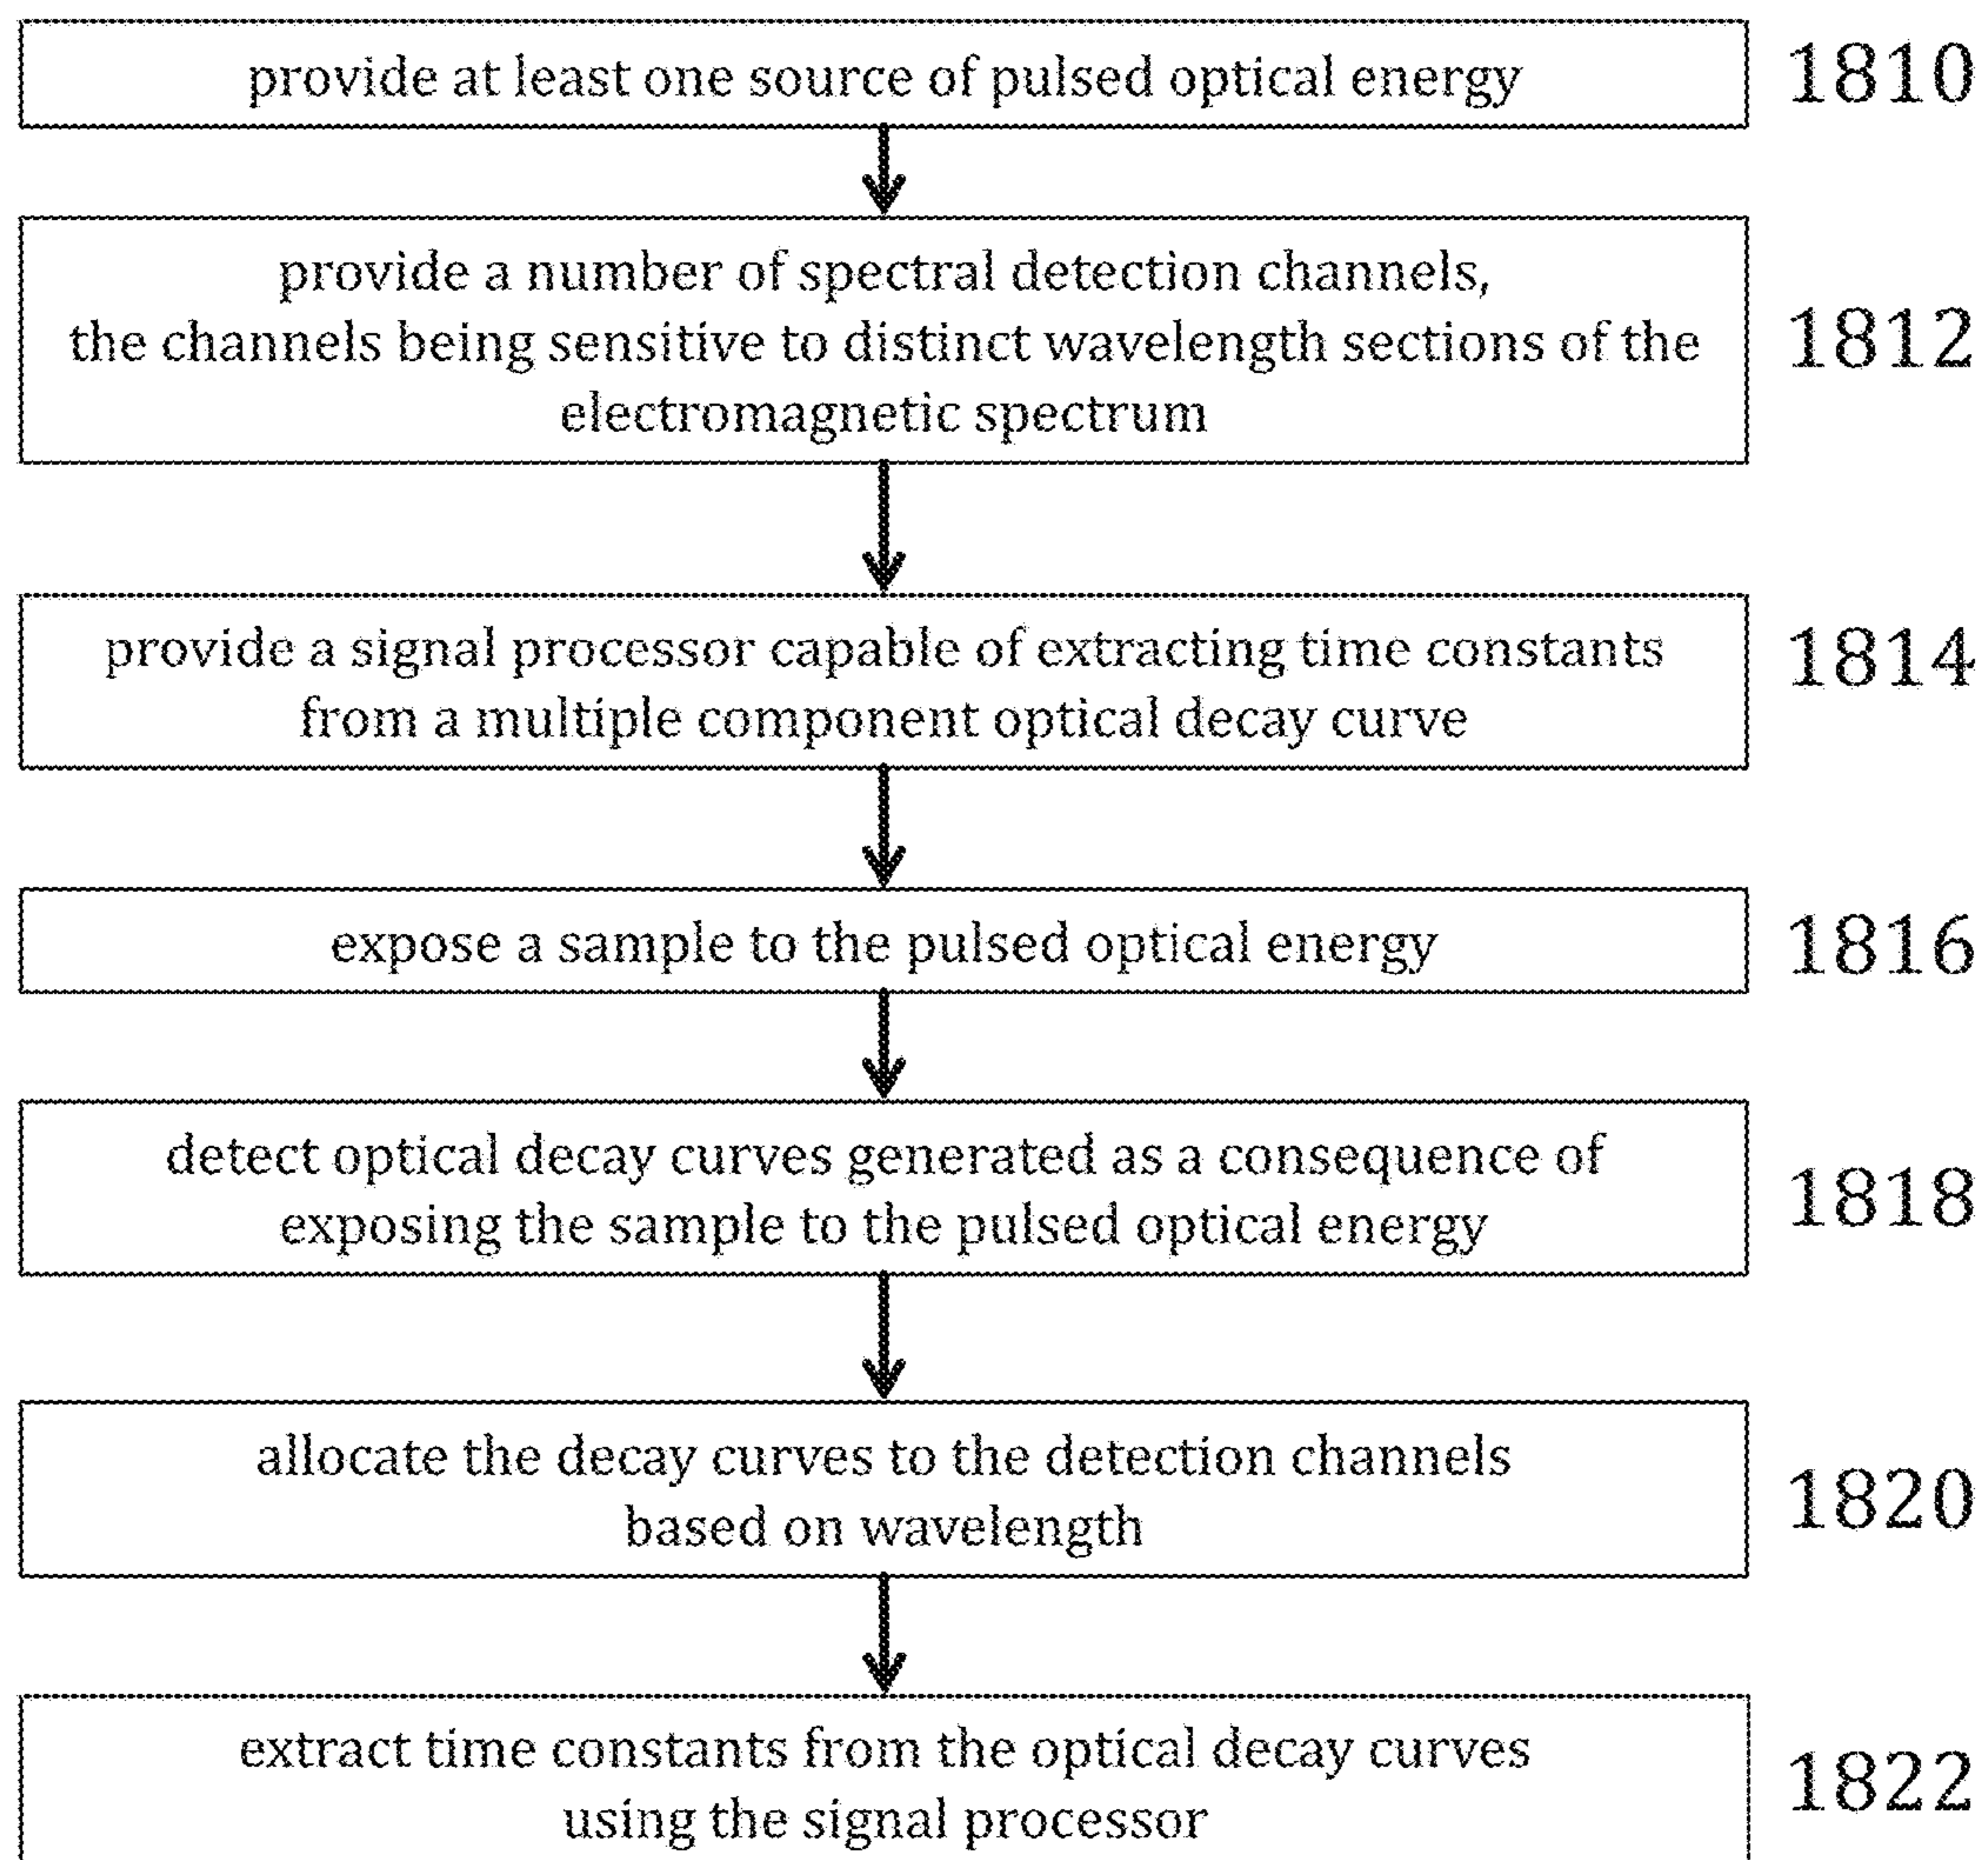 provide at least one source of pulsed optical energy
1810
provide a number of spectral detection channels,
the channels being sensitive to distinct wavelength sections of the
electromagnetic spectrum
1812
provide a signal processor capable of extracting time constants
from a multiple component optical decay curve
1814
expose a sample to the pulsed optical energy
1816
detect optical decay curves generated as a consequence of
exposing the sample to the pulsed optical energy
1818
allocate the decay curves to the detection channels
based on wavelength
1820
extract time constants from the optical decay curves
using the signal processor
1822